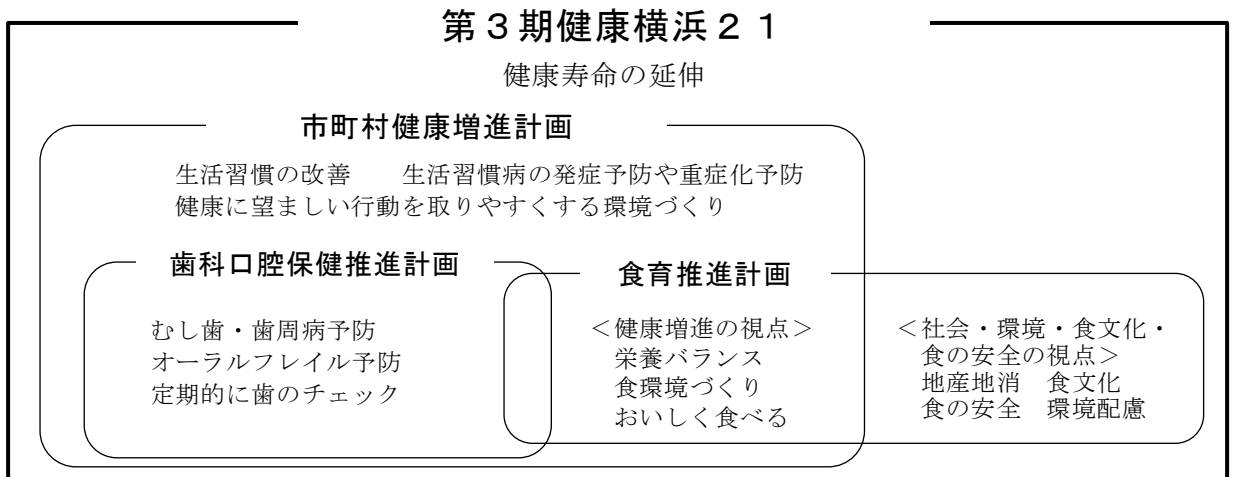 第３期健康横浜２１
健康寿命の延伸
市町村健康増進計画
生活習慣の改善　　生活習慣病の発症予防や重症化予防
健康に望ましい行動を取りやすくする環境づくり
歯科口腔保健推進計画
むし歯・歯周病予防
オーラルフレイル予防
定期的に歯のチェック
食育推進計画
＜健康増進の視点＞
栄養バランス
食環境づくり
おいしく食べる
＜社会・環境・食文化・
食の安全の視点＞
地産地消　食文化
食の安全　環境配慮